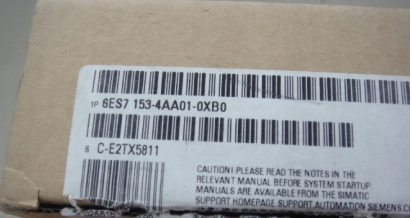 1P 6ES7 153-4AA01-0XB0
S C-E2TX5811
CAUTION! PLEASE READ THE NOTES IN THE
RELEVANT MANUAL BEFORE SYSTEM STARTUP.
MANUALS ARE AVAILABLE FROM THE SIMATIC
SUPPORT HOMEPAGE SUPPORT AUTOMATION SIEMENS